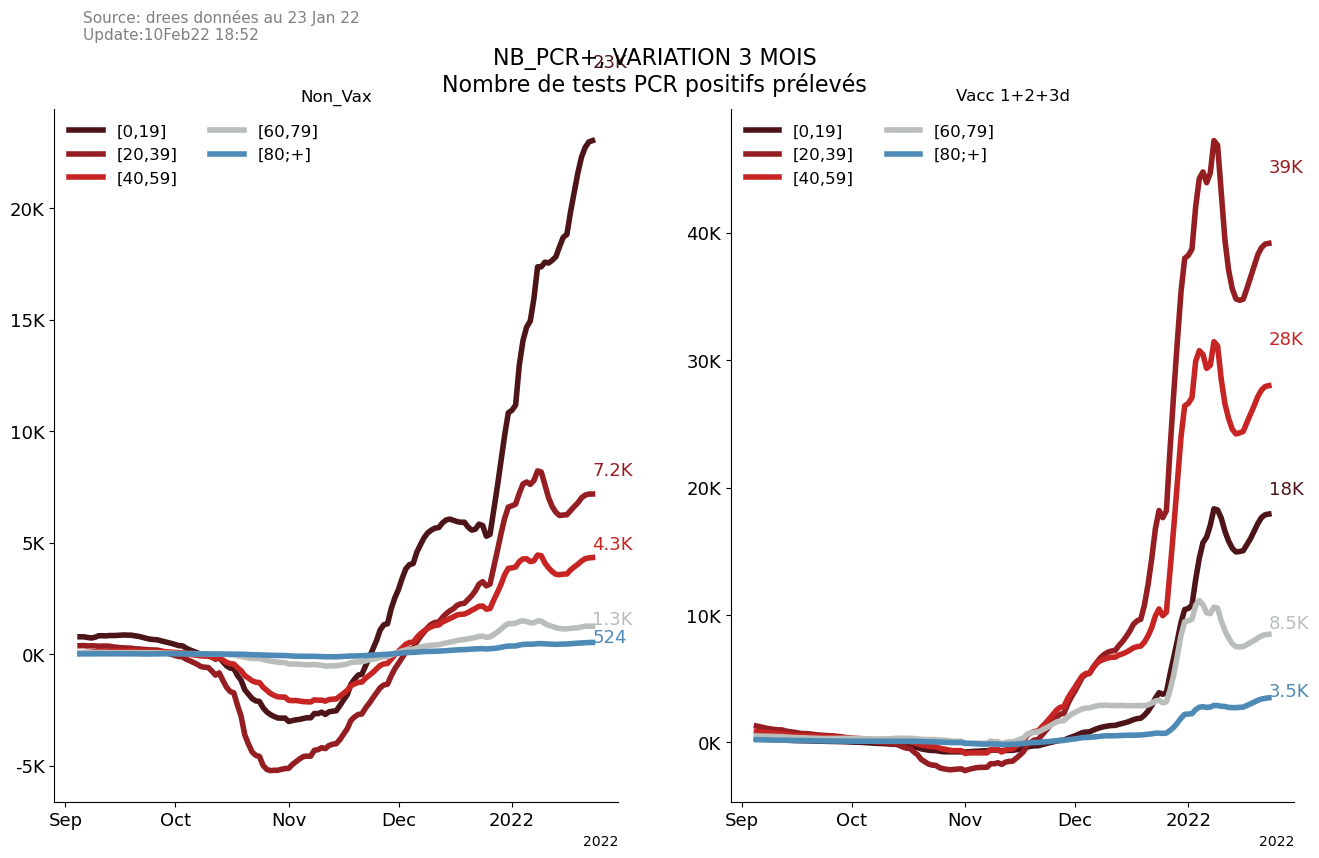 Source: drees données au 23 Jan 22
Update:10Feb22 18:52
NB_PCR+, VARIATION 3 MOIS
Nombre de tests PCR positifs prélevés
23K
Non_Vax
[0,19]
[20,39]
[40,59]
[60,79]
[80;+]
20K
15K
10K
5K
0K
-5K
7.2K
4.3K
1.3K
524
Sep
Oct
Nov
Dec
2022
2022
Vacc 1+2+3d
[0,19]
[20,39]
[40,59]
[60,79]
[80;+]
40K
30K
20K
10K
0K
39K
28K
18K
8.5K
3.5K
Sep
Oct
Nov
Dec
2022
2022